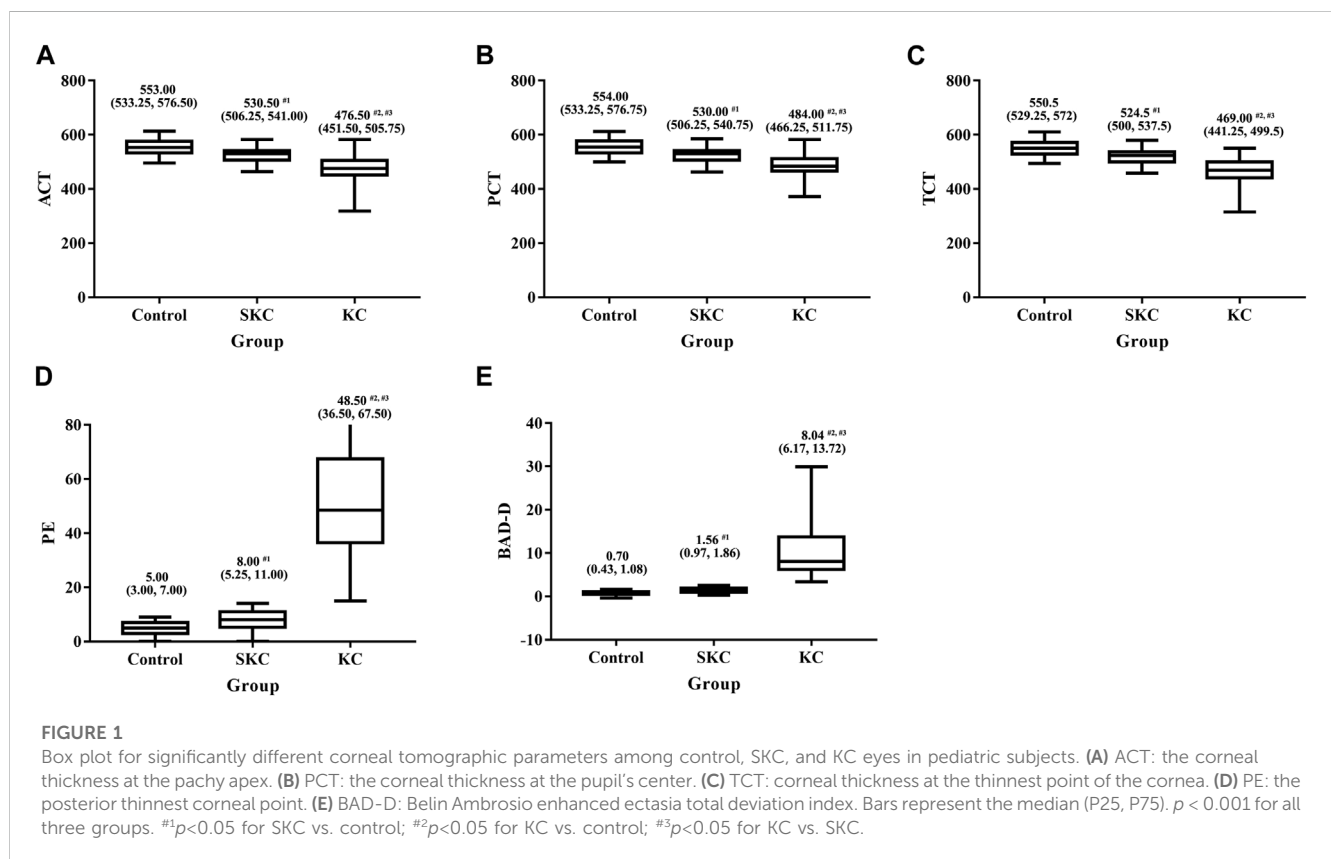 A
800
600
400
200
0
ACT
553.00
(533.25, 576.50)
530.50 #1
(506.25, 541.00)
476.50 #2, #3
(451.50, 505.75)
Control SKC KC
Group
B
800
600
400
200
0
PCT
554.00
(533.25, 576.75)
530.00 #1
(506.25, 540.75)
484.00 #2, #3
(466.25, 511.75)
Control SKC KC
Group
C
800
600
400
200
0
TCT
550.5
(529.25, 572)
524.5 #1
(500, 537.5)
469.00 #2, #3
(441.25, 499.5)
Control SKC KC
Group
D
80
60
40
20
0
PE
5.00
(3.00, 7.00)
8.00 #1
(5.25, 11.00)
48.50 #2, #3
(36.50, 67.50)
Control SKC KC
Group
E
40
30
20
10
0
-10
BAD-D
0.70
(0.43, 1.08)
1.56 #1
(0.97, 1.86)
8.04 #2, #3
(6.17, 13.72)
Control SKC KC
Group
FIGURE 1
Box plot for significantly different corneal tomographic parameters among control, SKC, and KC eyes in pediatric subjects. (A) ACT: the corneal
thickness at the pachy apex. (B) PCT: the corneal thickness at the pupil's center. (C) TCT: corneal thickness at the thinnest point of the cornea. (D) PE: the
posterior thinnest corneal point. (E) BAD-D: Belin Ambrosio enhanced ectasia total deviation index. Bars represent the median (P25, P75). p < 0.001 for all
three groups. #1p<0.05 for SKC vs. control; #2p<0.05 for KC vs. control; #3p<0.05 for KC vs. SKC.